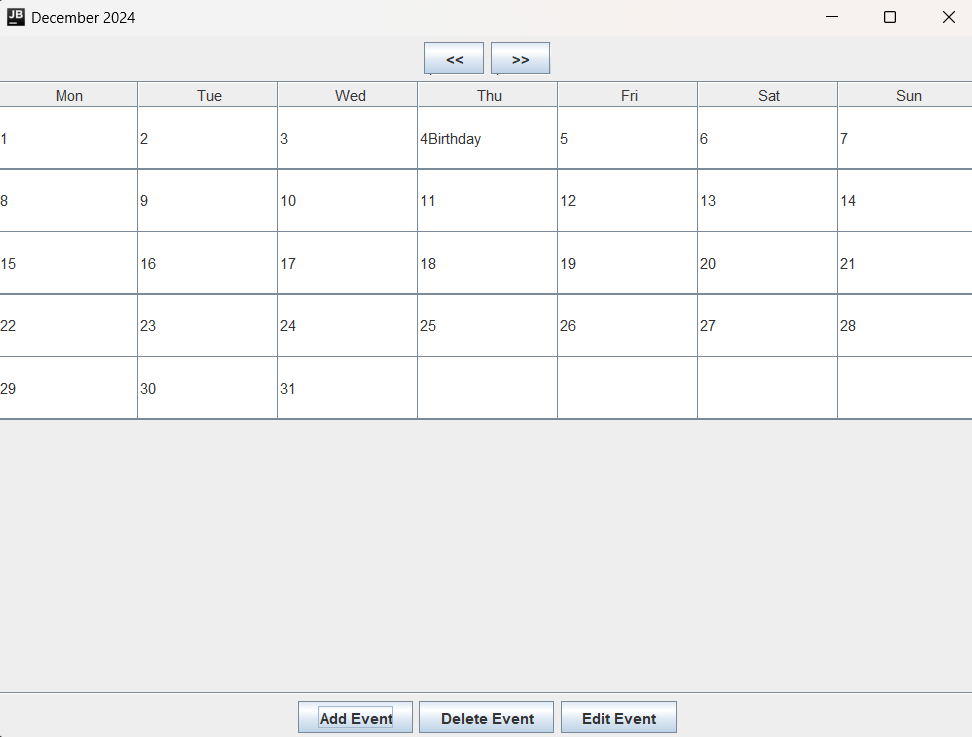 JB December 2024
<< >>
Mon Tue Wed Thu Fri Sat Sun
1 2 3 4Birthday 5 6 7
8 9 10 11 12 13 14
15 16 17 18 19 20 21
22 23 24 25 26 27 28
29 30 31
Add Event Delete Event Edit Event